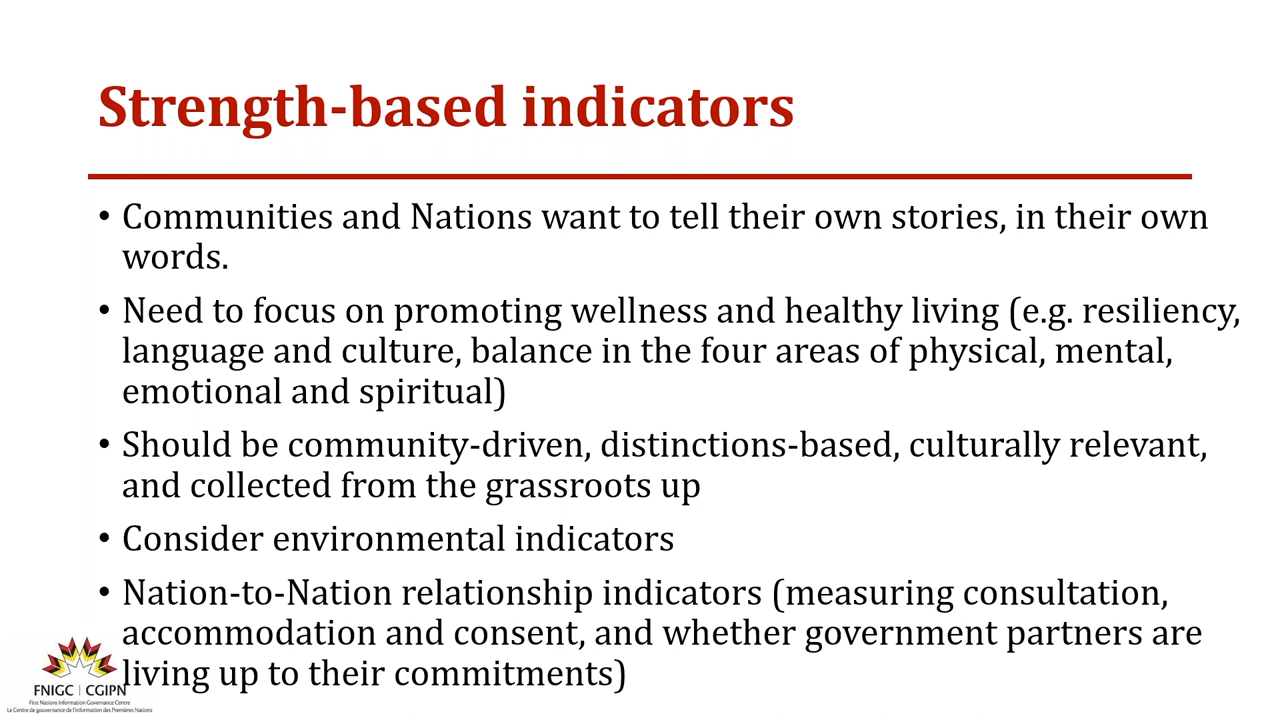 Strength-based indicators
• Communities and Nations want to tell their own stories, in their own
words.
• Need to focus on promoting wellness and healthy living (e.g. resiliency,
language and culture, balance in the four areas of physical, mental,
emotional and spiritual)
• Should be community-driven, distinctions-based, culturally relevant,
and collected from the grassroots up
• Consider environmental indicators
• Nation-to-Nation relationship indicators (measuring consultation,
accommodation and consent, and whether government partners are
living up to their commitments)
FNIGC | CGIPN
First Nations Information Governance Centre
Le Centre de gouvernance de l'information des Premières Nations